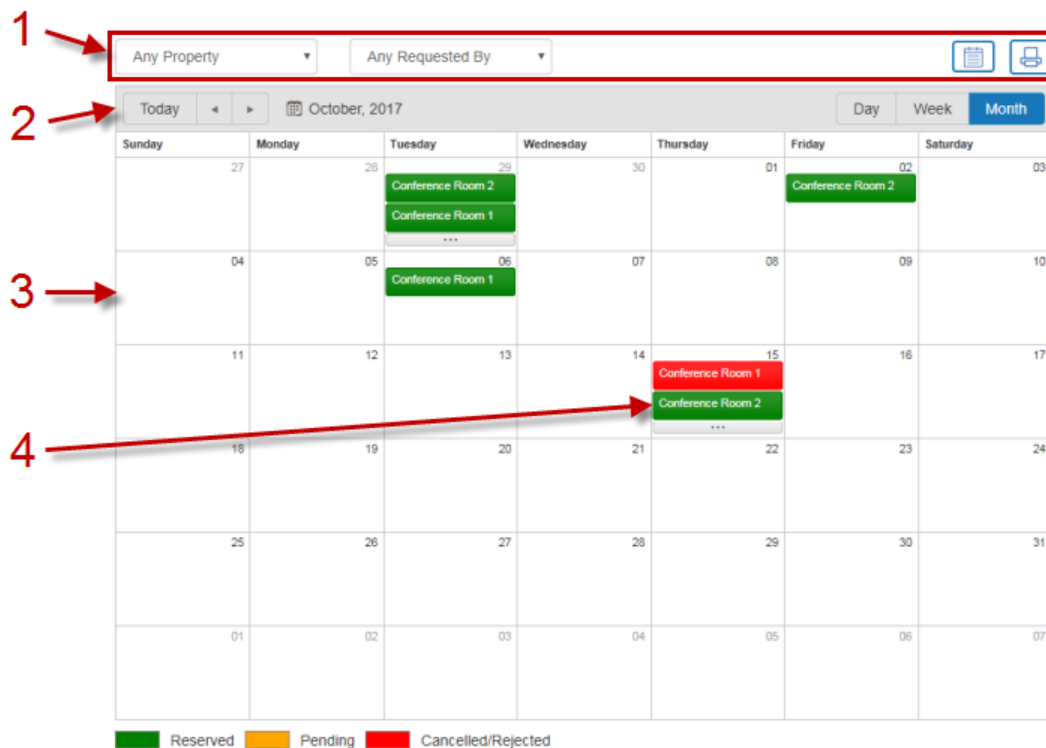 1
Any Property Any Requested By
2
Today October, 2017 Day Week Month
Sunday Monday Tuesday Wednesday Thursday Friday Saturday
27 28 29 30 01 02 03
Conference Room 2 Conference Room 2
Conference Room 1
...
3
04 05 06 07 08 09 10
Conference Room 1
11 12 13 14 15 16 17
Conference Room 1
Conference Room 2
...
4
18 19 20 21 22 23 24
25 26 27 28 29 30 31
01 02 03 04 05 06 07
Reserved Pending Cancelled/Rejected